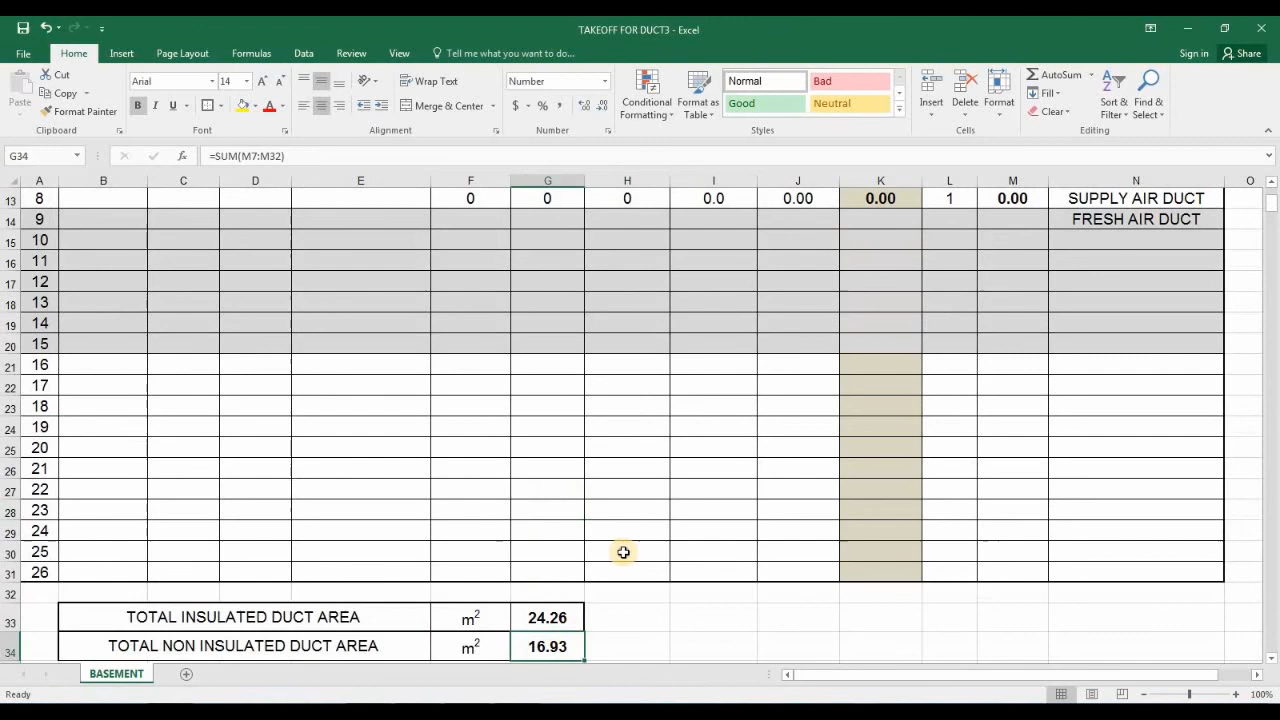 TAKEOFF FOR DUCT3 - Excel
File Home Insert Page Layout Formulas Data Review View Tell me what you want to do... Sign in Share
Cut Arial 14 Wrap Text Number Normal Bad AutoSum
Paste Copy Conditional Formatting Format as Table Insert Delete Format Fill Sort & Filter Find & Select
Format Painter B I U A Merge & Center $ % , Good Neutral Clear
Clipboard Font Alignment Number Styles Cells Editing
G34 fx =SUM(M7:M32)
A B C D E F G H I J K L M N O
13 8 0 0 0 0.0 0.00 0.00 1 0.00 SUPPLY AIR DUCT
14 9 FRESH AIR DUCT
15 10
16 11
17 12
18 13
19 14
20 15
21 16
22 17
23 18
24 19
25 20
26 21
27 22
28 23
29 24
30 25
31 26
32
33 TOTAL INSULATED DUCT AREA m² 24.26
34 TOTAL NON INSULATED DUCT AREA m² 16.93
BASEMENT
Ready 100%